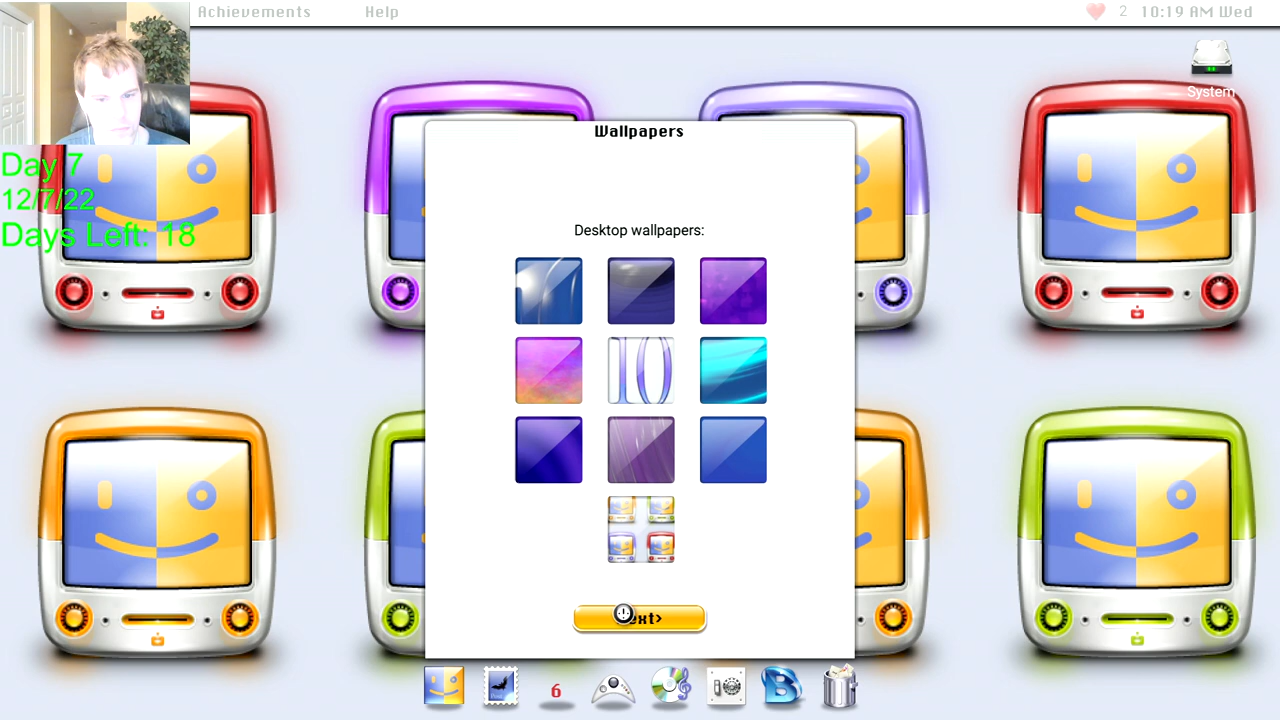 Achievements Help 2 10:19 AM Wed
System
Day 7
12/7/22
Days Left: 18
Wallpapers
Desktop wallpapers:
10
6
B